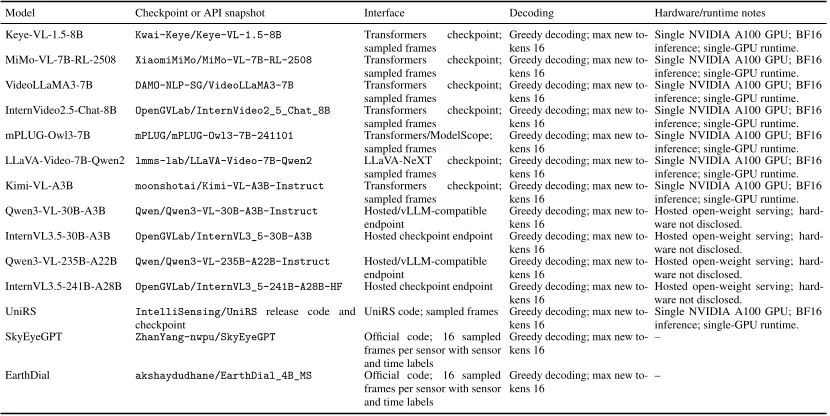 Model Checkpoint or API snapshot Interface Decoding Hardware/runtime notes
Keye-VL-1.5-8B Kwai-Keye/Keye-VL-1.5-8B Transformers checkpoint; Greedy decoding; max new to- Single NVIDIA A100 GPU; BF16
sampled frames kens 16 inference; single-GPU runtime.
MiMo-VL-7B-RL-2508 XiaomiMiMo/MiMo-VL-7B-RL-2508 Transformers checkpoint; Greedy decoding; max new to- Single NVIDIA A100 GPU; BF16
sampled frames kens 16 inference; single-GPU runtime.
VideoLLaMA3-7B DAMO-NLP-SG/VideoLLaMA3-7B Transformers checkpoint; Greedy decoding; max new to- Single NVIDIA A100 GPU; BF16
sampled frames kens 16 inference; single-GPU runtime.
InternVideo2.5-Chat-8B OpenGVLab/InternVideo2_5_Chat_8B Transformers checkpoint; Greedy decoding; max new to- Single NVIDIA A100 GPU; BF16
sampled frames kens 16 inference; single-GPU runtime.
mPLUG-Owl3-7B mPLUG/mPLUG-Owl3-7B-241101 Transformers/ModelScope; Greedy decoding; max new to- Single NVIDIA A100 GPU; BF16
sampled frames kens 16 inference; single-GPU runtime.
LLaVA-Video-7B-Qwen2 lmms-lab/LLaVA-Video-7B-Qwen2 LLaVA-NeXT checkpoint; Greedy decoding; max new to- Single NVIDIA A100 GPU; BF16
sampled frames kens 16 inference; single-GPU runtime.
Kimi-VL-A3B moonshotai/Kimi-VL-A3B-Instruct Transformers checkpoint; Greedy decoding; max new to- Single NVIDIA A100 GPU; BF16
sampled frames kens 16 inference; single-GPU runtime.
Qwen3-VL-30B-A3B Qwen/Qwen3-VL-30B-A3B-Instruct Hosted/vLLM-compatible Greedy decoding; max new to- Hosted open-weight serving; hard-
endpoint kens 16 ware not disclosed.
InternVL3.5-30B-A3B OpenGVLab/InternVL3_5-30B-A3B Hosted checkpoint endpoint Greedy decoding; max new to- Hosted open-weight serving; hard-
kens 16 ware not disclosed.
Qwen3-VL-235B-A22B Qwen/Qwen3-VL-235B-A22B-Instruct Hosted/vLLM-compatible Greedy decoding; max new to- Hosted open-weight serving; hard-
endpoint kens 16 ware not disclosed.
InternVL3.5-241B-A28B OpenGVLab/InternVL3_5-241B-A28B-HF Hosted checkpoint endpoint Greedy decoding; max new to- Hosted open-weight serving; hard-
kens 16 ware not disclosed.
UniRS IntelliSensing/UniRS release code and UniRS code; sampled frames Greedy decoding; max new to- Single NVIDIA A100 GPU; BF16
checkpoint kens 16 inference; single-GPU runtime.
SkyEyeGPT ZhanYang-nwpu/SkyEyeGPT Official code; 16 sampled Greedy decoding; max new to- –
frames per sensor with sensor kens 16
and time labels
EarthDial akshaydudhane/EarthDial_4B_MS Official code; 16 sampled Greedy decoding; max new to- –
frames per sensor with sensor kens 16
and time labels